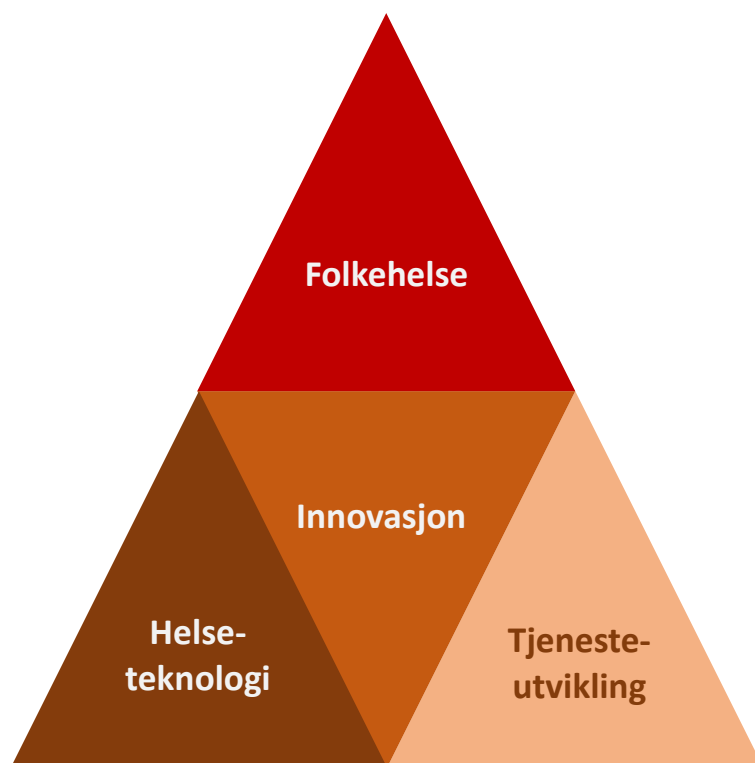 Folkehelse
Innovasjon
Helse-
teknologi
Tjeneste-
utvikling